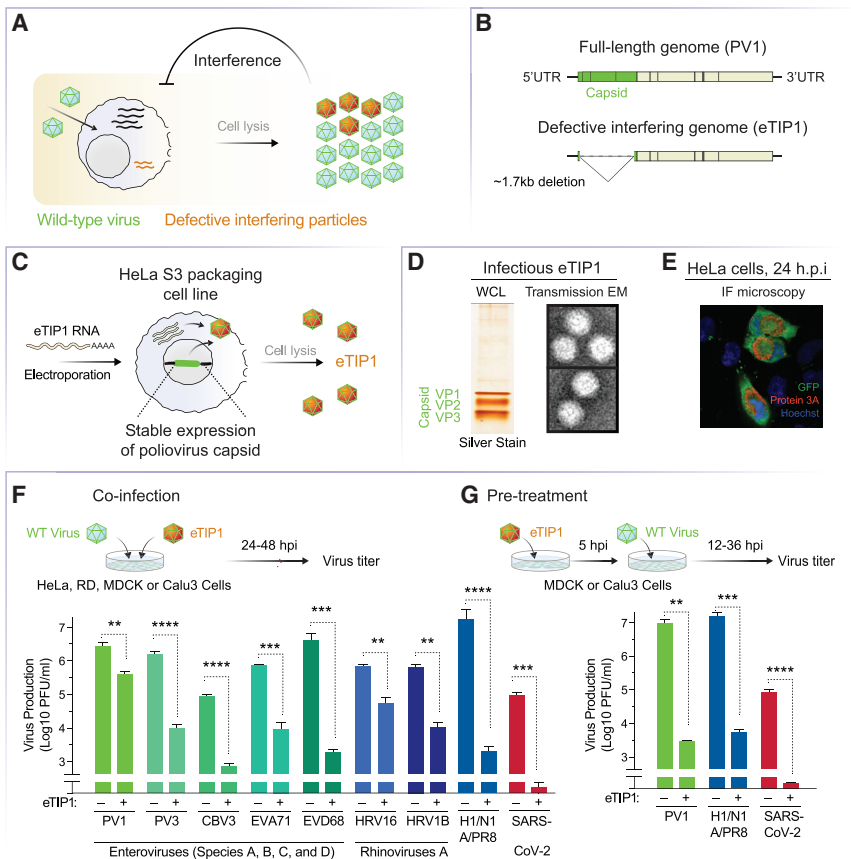 A
Interference
Cell lysis
Wild-type virus
Defective interfering particles
B
Full-length genome (PV1)
5'UTR
3'UTR
Capsid
Defective interfering genome (eTIP1)
~1.7kb deletion
C
HeLa S3 packaging
cell line
eTIP1 RNA
AAAA
Electroporation
Cell lysis
eTIP1
Stable expression
of poliovirus capsid
D
Infectious eTIP1
WCL
Transmission EM
Capsid
VP1
VP2
VP3
Silver Stain
E
HeLa cells, 24 h.p.i
IF microscopy
GFP
Protein 3A
Hoechst
F
Co-infection
WT Virus
eTIP1
24-48 hpi
Virus titer
HeLa, RD, MDCK or Calu3 Cells
Virus Production
(Log10 PFU/ml)
7
6
5
4
3
** **** **** *** *** ** ** **** ***
eTIP1: – + – + – + – + – + – + – + – + – +
PV1 PV3 CBV3 EVA71 EVD68 HRV16 HRV1B H1/N1 SARS-
A/PR8 CoV-2
Enteroviruses (Species A, B, C, and D) Rhinoviruses A
G
Pre-treatment
eTIP1
5 hpi
WT Virus
12-36 hpi
Virus titer
MDCK or Calu3 Cells
Virus Production
(Log10 PFU/ml)
7
6
5
4
3
** *** ****
eTIP1: – + – + – +
PV1 H1/N1 SARS-
A/PR8 CoV-2